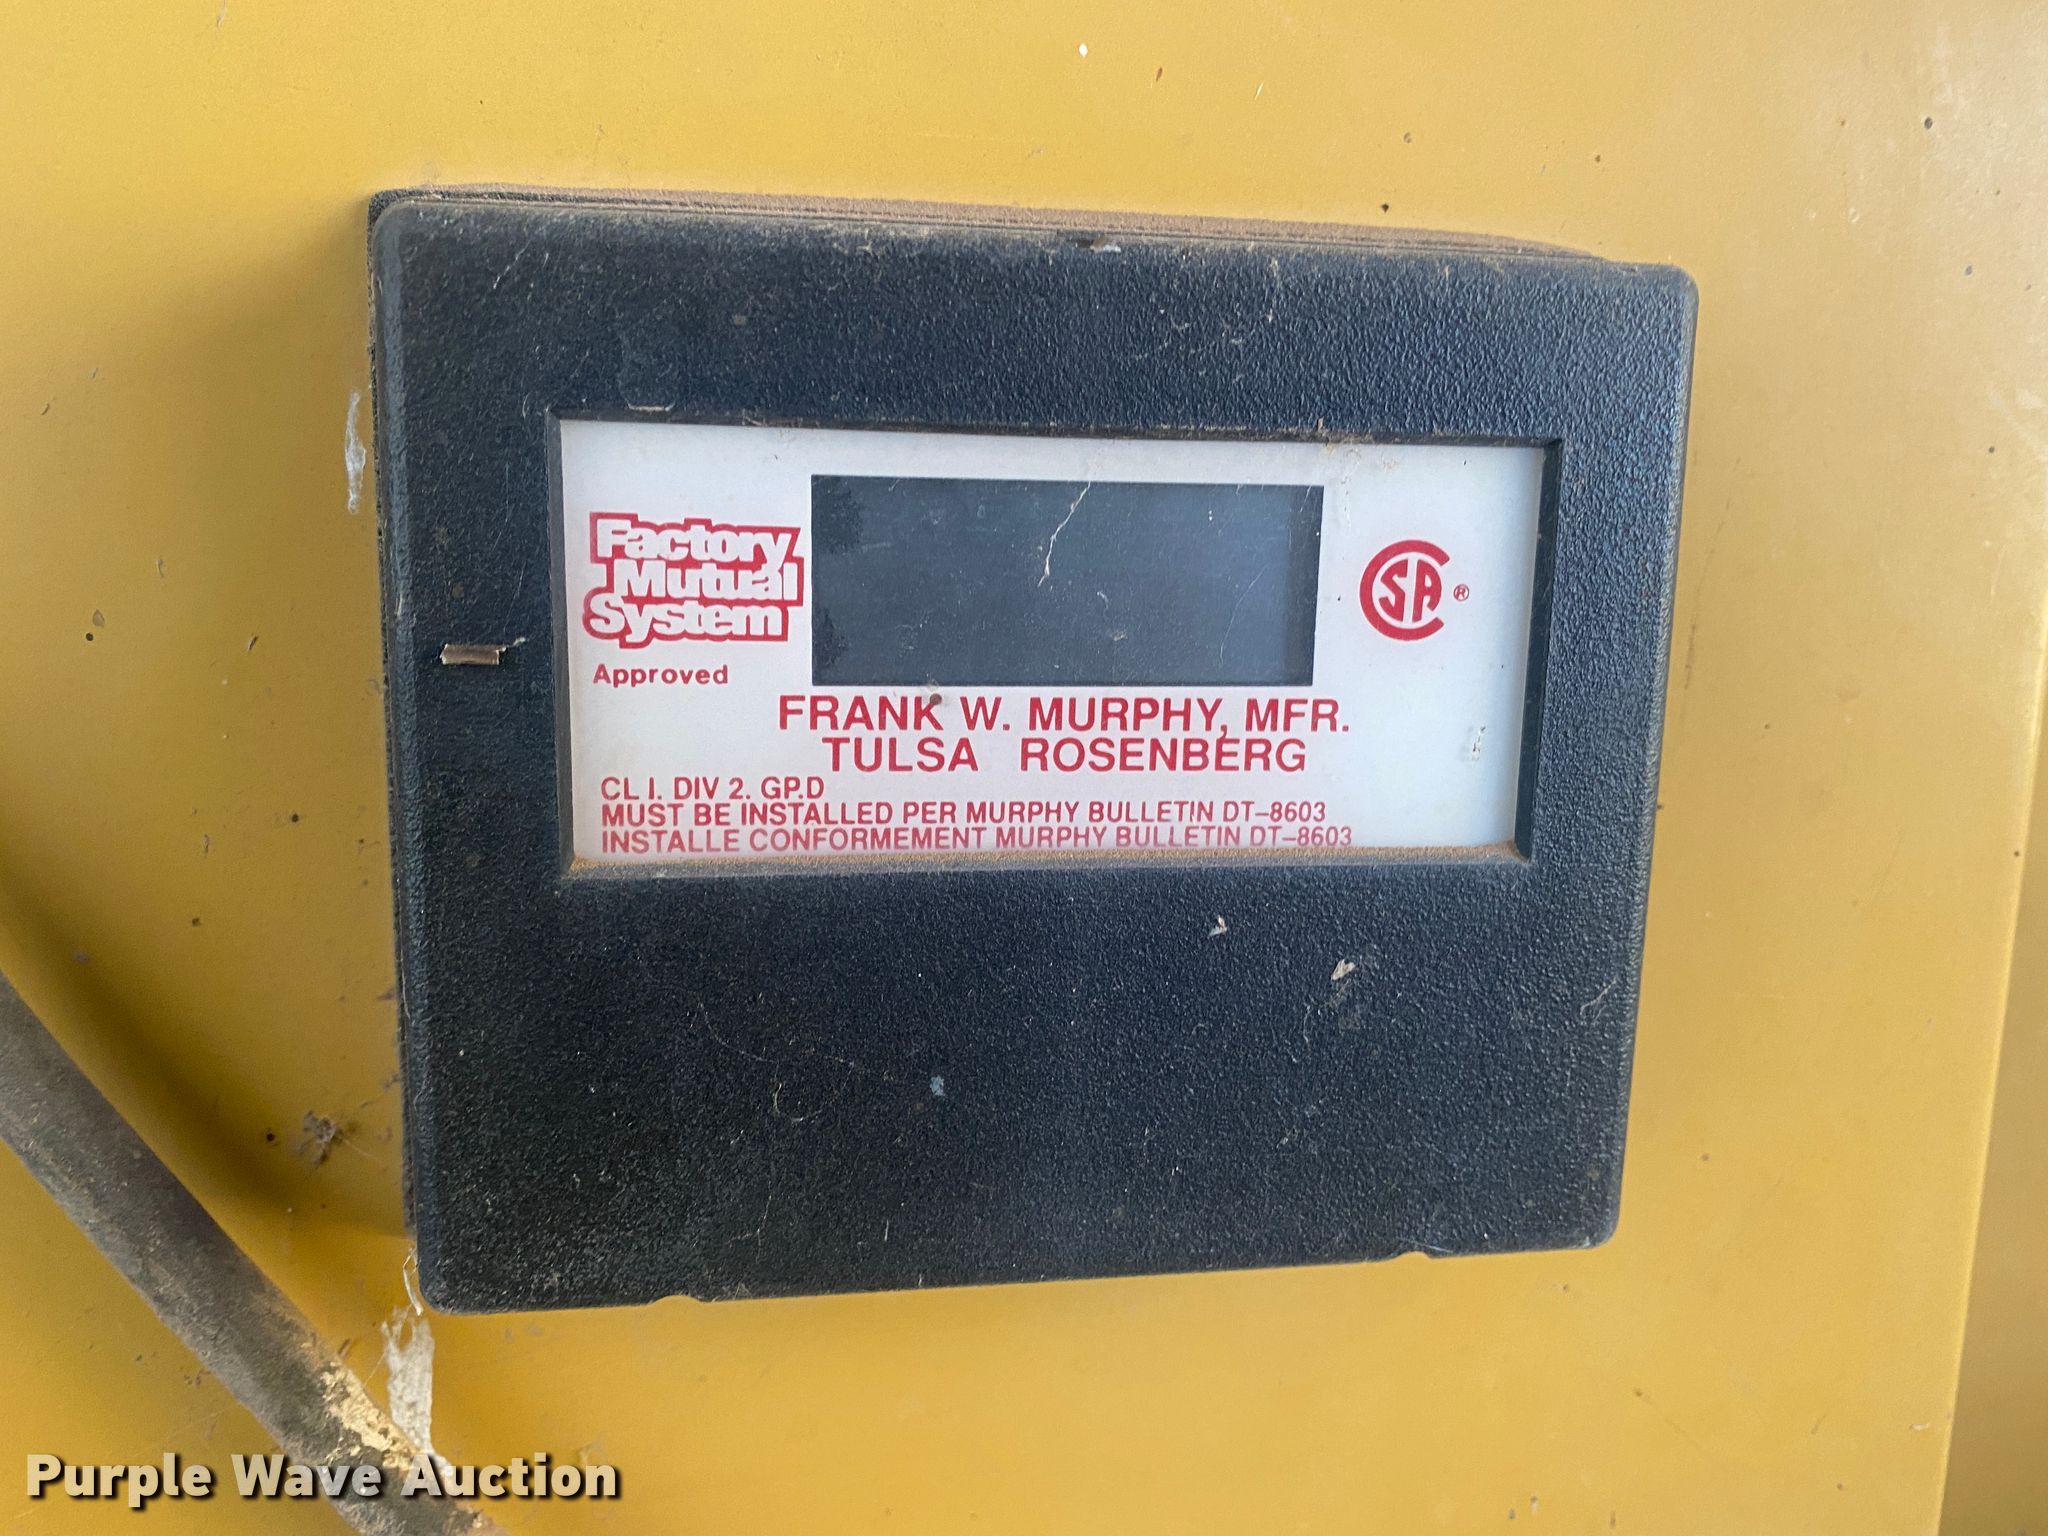 Factory
Mutual
System
Approved
CSA®
FRANK W. MURPHY, MFR.
TULSA ROSENBERG
CL I. DIV 2. GP.D
MUST BE INSTALLED PER MURPHY BULLETIN DT-8603
INSTALLE CONFORMEMENT MURPHY BULLETIN DT-8603
Purple Wave Auction